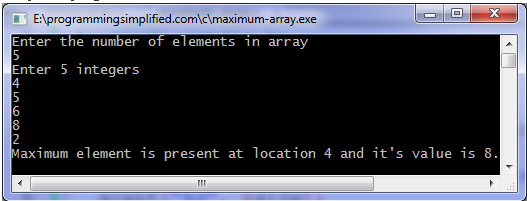 E:\programmingsimplified.com\c\maximum-array.exe
Enter the number of elements in array
5
Enter 5 integers
4
5
6
8
2
Maximum element is present at location 4 and it's value is 8.